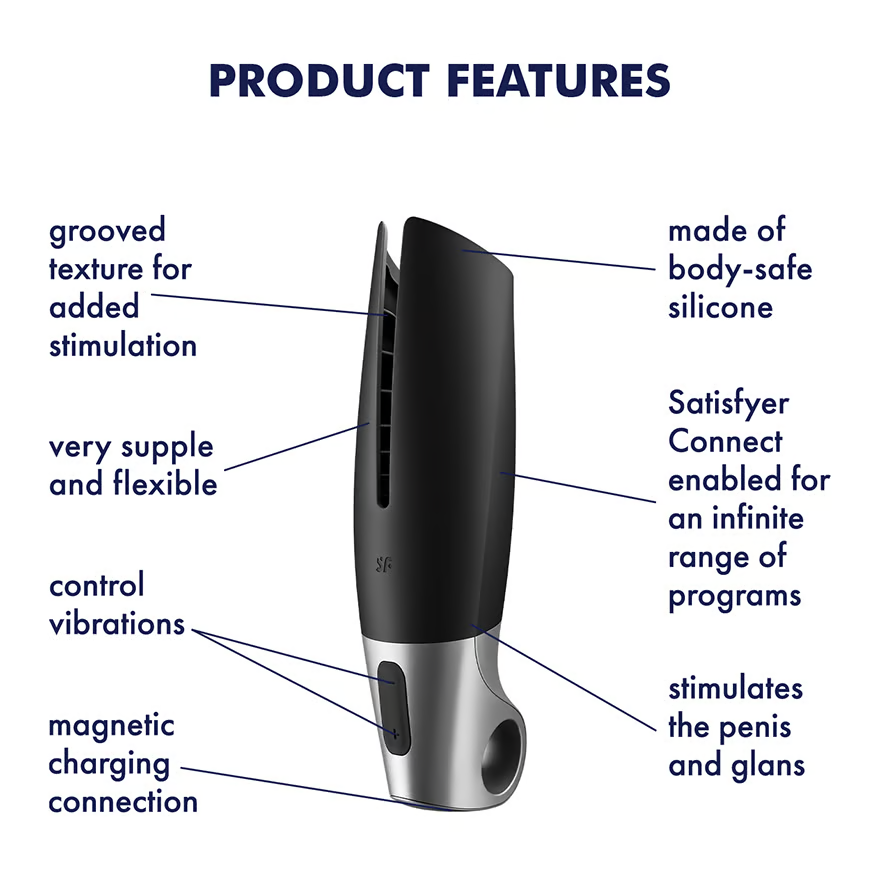 PRODUCT FEATURES
grooved
texture for
added
stimulation
very supple
and flexible
control
vibrations
magnetic
charging
connection
made of
body-safe
silicone
Satisfyer
Connect
enabled for
an infinite
range of
programs
stimulates
the penis
and glans
SF
+